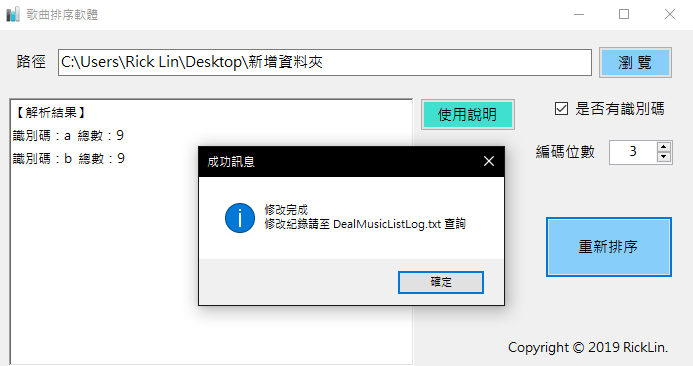 歌曲排序軟體
路徑 C:\Users\Rick Lin\Desktop\新增資料夾 瀏 覽
【解析結果】
識別碼：a 總數：9
識別碼：b 總數：9
使用說明
是否有識別碼
編碼位數 3
重新排序
成功訊息
修改完成
修改紀錄請至 DealMusicListLog.txt 查詢
確定
Copyright © 2019 RickLin.